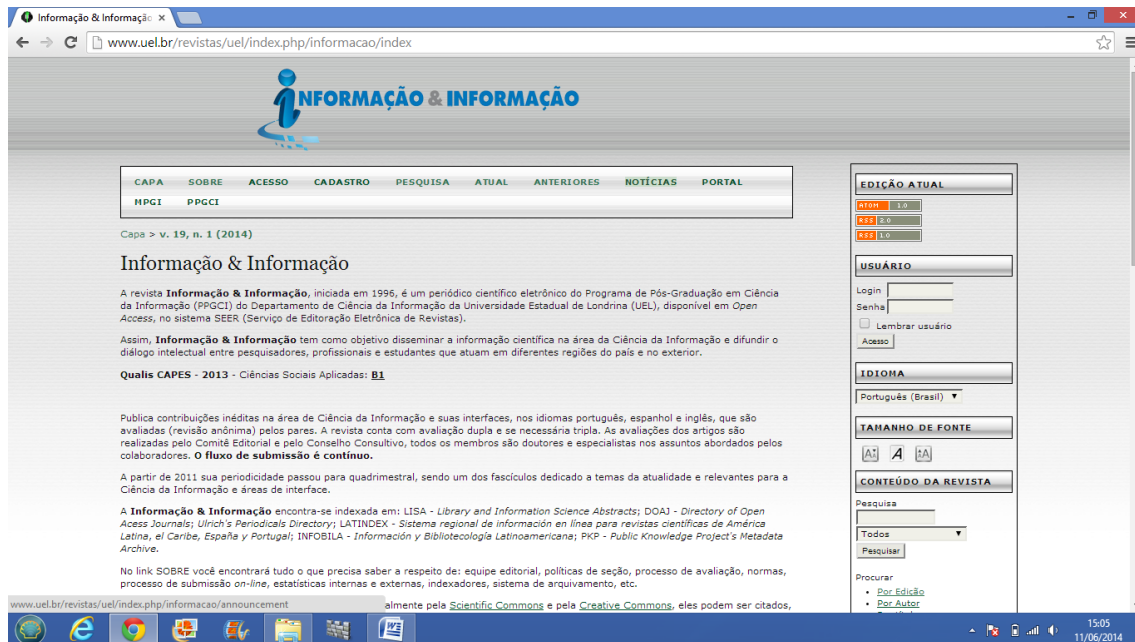 Informação & Informação
www.uel.br/revistas/uel/index.php/informacao/index
INFORMAÇÃO & INFORMAÇÃO
CAPA SOBRE ACESSO CADASTRO PESQUISA ATUAL ANTERIORES NOTÍCIAS PORTAL
MPGI PPGCI
Capa > v. 19, n. 1 (2014)
Informação & Informação
A revista Informação & Informação, iniciada em 1996, é um periódico científico eletrônico do Programa de Pós-Graduação em Ciência
da Informação (PPGCI) do Departamento de Ciência da Informação da Universidade Estadual de Londrina (UEL), disponível em Open
Access, no sistema SEER (Serviço de Editoração Eletrônica de Revistas).
Assim, Informação & Informação tem como objetivo disseminar a informação científica na área da Ciência da Informação e difundir o
diálogo intelectual entre pesquisadores, profissionais e estudantes que atuam em diferentes regiões do país e no exterior.
Qualis CAPES - 2013 - Ciências Sociais Aplicadas: B1
Publica contribuições inéditas na área de Ciência da Informação e suas interfaces, nos idiomas português, espanhol e inglês, que são
avaliadas (revisão anônima) pelos pares. A revista conta com avaliação dupla e se necessária tripla. As avaliações dos artigos são
realizadas pelo Comitê Editorial e pelo Conselho Consultivo, todos os membros são doutores e especialistas nos assuntos abordados pelos
colaboradores. O fluxo de submissão é contínuo.
A partir de 2011 sua periodicidade passou para quadrimestral, sendo um dos fascículos dedicado a temas da atualidade e relevantes para a
Ciência da Informação e áreas de interface.
A Informação & Informação encontra-se indexada em: LISA - Library and Information Science Abstracts; DOAJ - Directory of Open
Acess Journals; Ulrich's Periodicals Directory; LATINDEX - Sistema regional de información en línea para revistas científicas de América
Latina, el Caribe, España y Portugal; INFOBILA - Información y Bibliotecología Latinoamericana; PKP - Public Knowledge Project's Metadata
Archive.
No link SOBRE você encontrará tudo o que precisa saber a respeito de: equipe editorial, políticas de seção, processo de avaliação, normas,
processo de submissão on-line, estatísticas internas e externas, indexadores, sistema de arquivamento, etc.
almente pela Scientific Commons e pela Creative Commons, eles podem ser citados,
www.uel.br/revistas/uel/index.php/informacao/announcement
EDIÇÃO ATUAL
ATOM 1.0
RSS 2.0
RSS 1.0
USUÁRIO
Login
Senha
Lembrar usuário
Acesso
IDIOMA
Português (Brasil)
TAMANHO DE FONTE
A A A
CONTEÚDO DA REVISTA
Pesquisa
Todos
Pesquisar
Procurar
Por Edição
Por Autor
15:05
11/06/2014